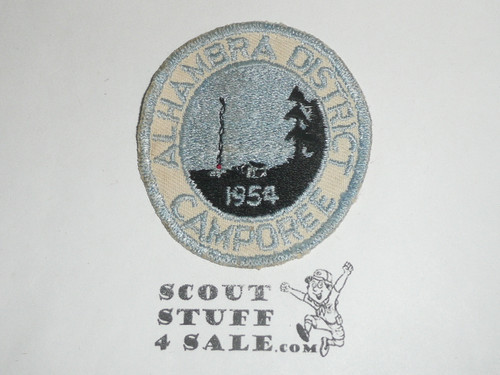 ALHAMBRA DISTRICT
1954
CAMPOREE
SCOUT
STUFF
4 SALE.COM